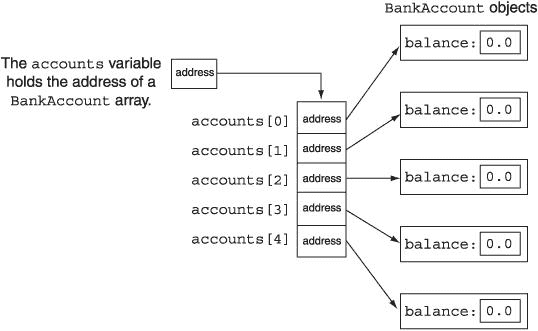 BankAccount objects
The accounts variable
holds the address of a
BankAccount array.
address
accounts[0] address
accounts[1] address
accounts[2] address
accounts[3] address
accounts[4] address
balance: 0.0
balance: 0.0
balance: 0.0
balance: 0.0
balance: 0.0